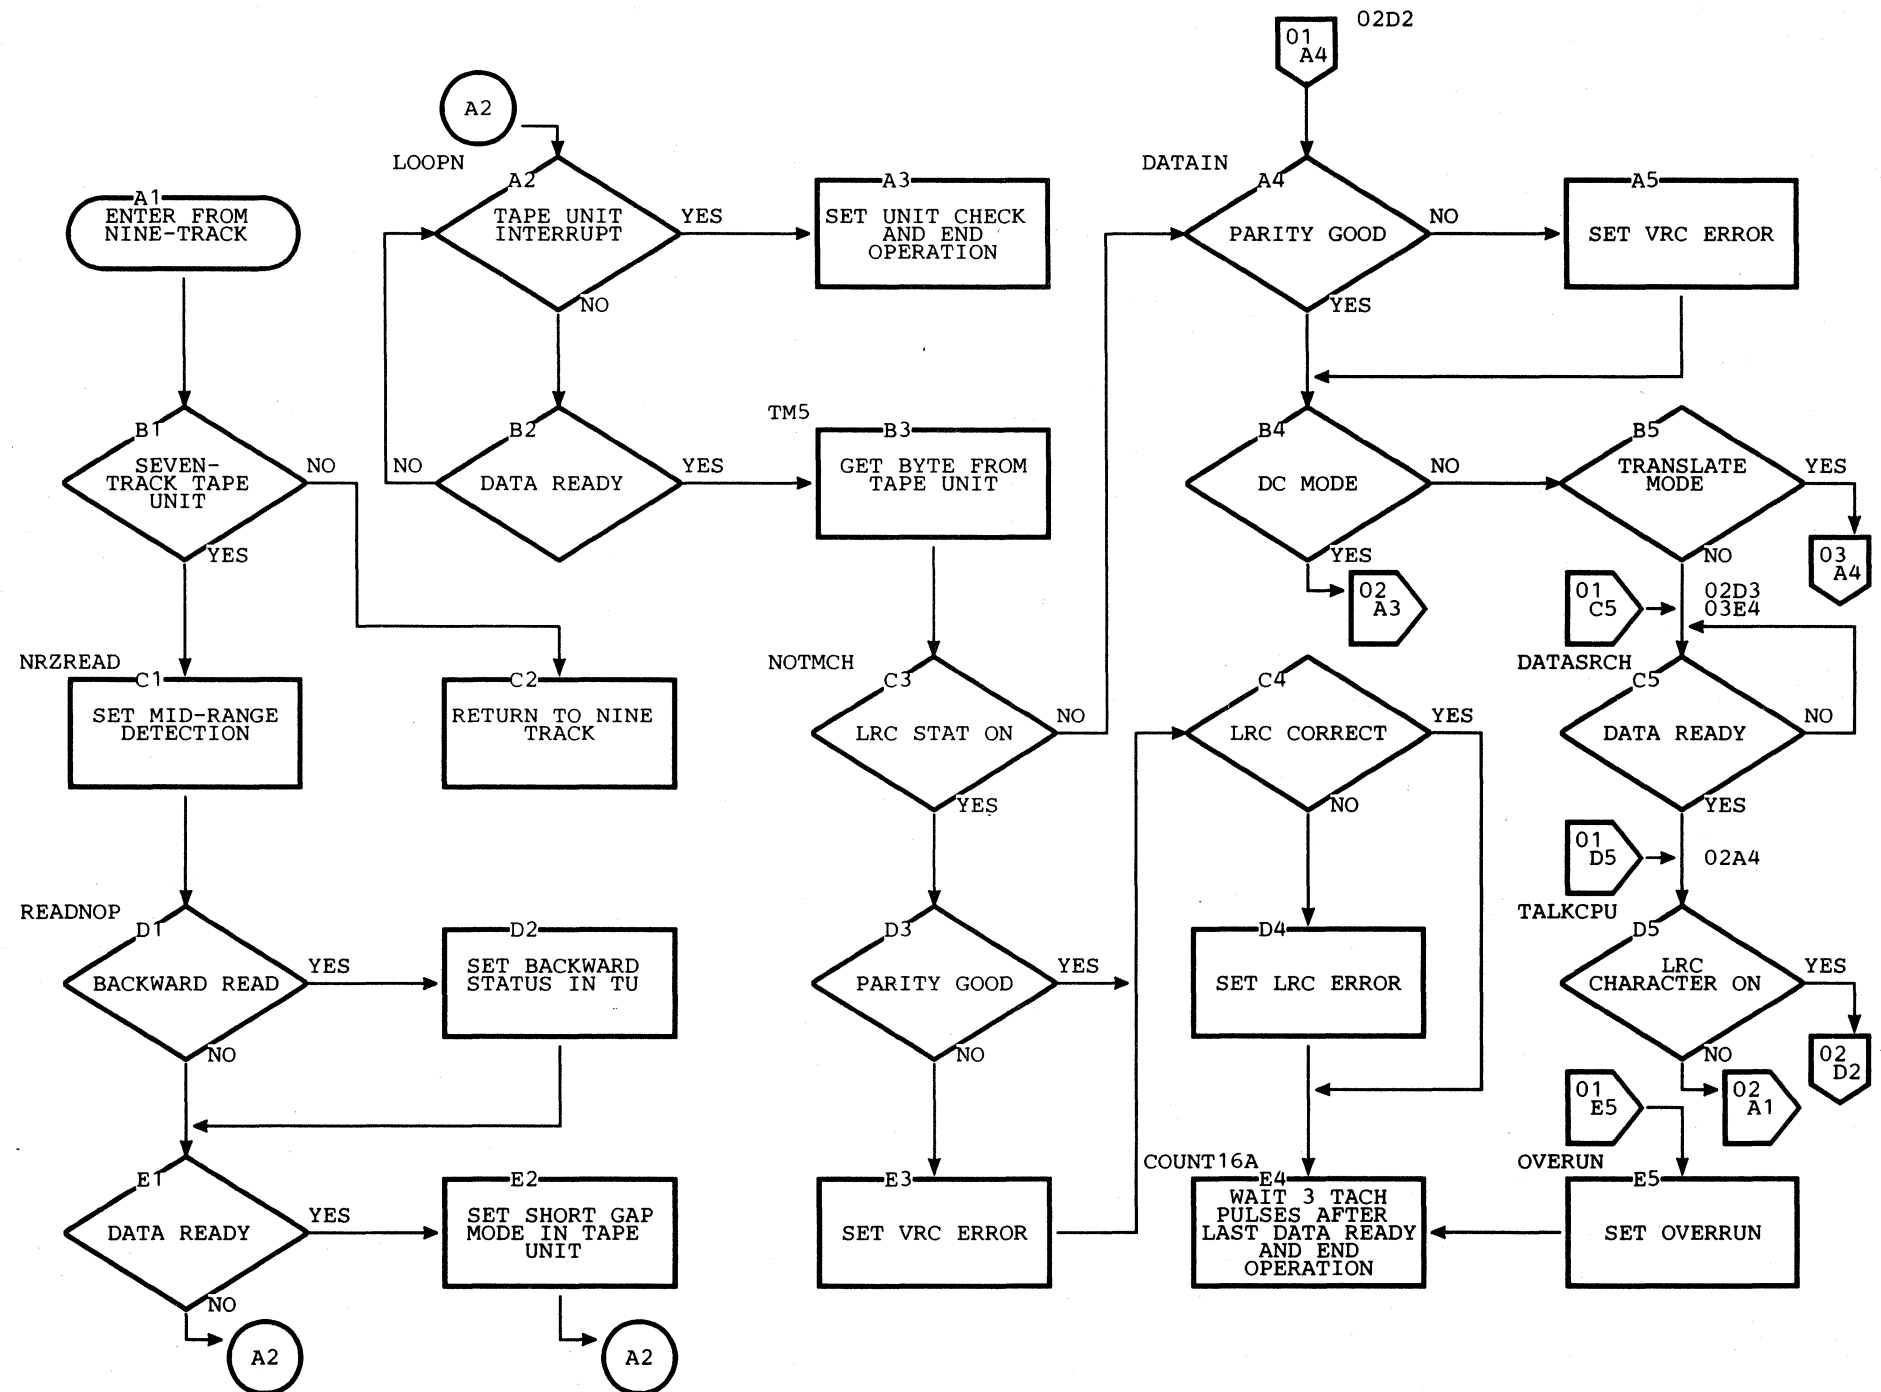 A1
ENTER FROM
NINE-TRACK
B1
SEVEN-
TRACK TAPE
UNIT
NO
YES
NRZREAD
C1
SET MID-RANGE
DETECTION
READNOP
D1
BACKWARD READ
YES
NO
E1
DATA READY
YES
NO
A2
A2
LOOPN
A2
TAPE UNIT
INTERRUPT
YES
NO
B2
DATA READY
NO
YES
C2
RETURN TO NINE
TRACK
D2
SET BACKWARD
STATUS IN TU
E2
SET SHORT GAP
MODE IN TAPE
UNIT
A2
A3
SET UNIT CHECK
AND END
OPERATION
TM5
B3
GET BYTE FROM
TAPE UNIT
NOTMCH
C3
LRC STAT ON
NO
YES
D3
PARITY GOOD
YES
NO
E3
SET VRC ERROR
01
A4
02D2
DATAIN
A4
PARITY GOOD
NO
YES
B4
DC MODE
NO
YES
02
A3
C4
LRC CORRECT
YES
NO
D4
SET LRC ERROR
COUNT16A
E4
WAIT 3 TACH
PULSES AFTER
LAST DATA READY
AND END
OPERATION
A5
SET VRC ERROR
B5
TRANSLATE
MODE
YES
NO
03
A4
01
C5
02D3
03E4
DATASRCH
C5
DATA READY
NO
YES
01
D5
02A4
TALKCPU
D5
LRC
CHARACTER ON
YES
NO
02
D2
01
E5
02
A1
OVERUN
E5
SET OVERRUN